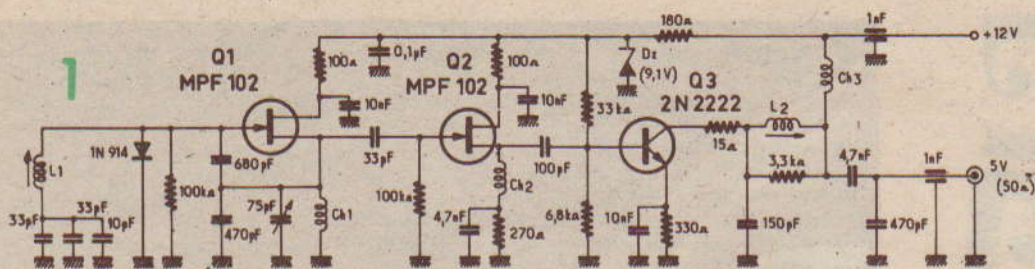 1
Q1
MPF 102
Q2
MPF 102
Q3
2N 2222
180Ω
1nF
+12V
100Ω
0,1µF
100Ω
Dz
(9,1V)
Ch3
10nF
10nF
33kΩ
L2
L1
1N 914
680pF
33pF
100pF
15Ω
3,3kΩ
4,7nF
1nF
5V
(50Ω)
33pF
33pF
10pF
100kΩ
470pF
75pF
Ch1
100kΩ
4,7nF
Ch2
270Ω
6,8kΩ
10nF
330Ω
150pF
470pF